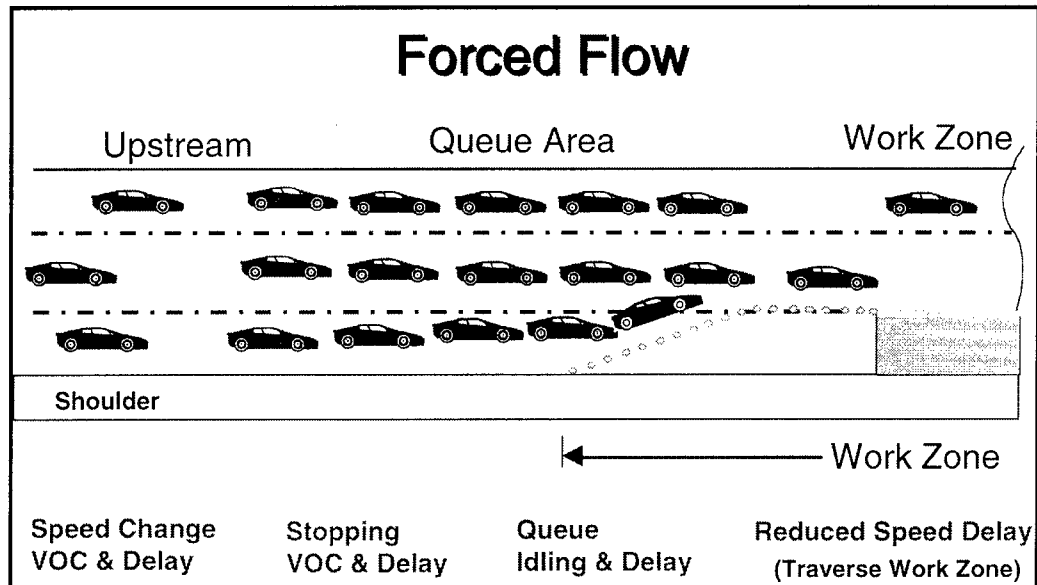 Forced Flow
Upstream
Queue Area
Work Zone
Shoulder
Work Zone
Speed Change
VOC & Delay
Stopping
VOC & Delay
Queue
Idling & Delay
Reduced Speed Delay
(Traverse Work Zone)